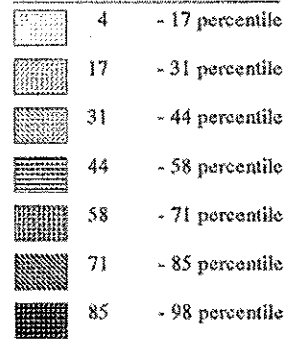 4 - 17 percentile
17 - 31 percentile
31 - 44 percentile
44 - 58 percentile
58 - 71 percentile
71 - 85 percentile
85 - 98 percentile